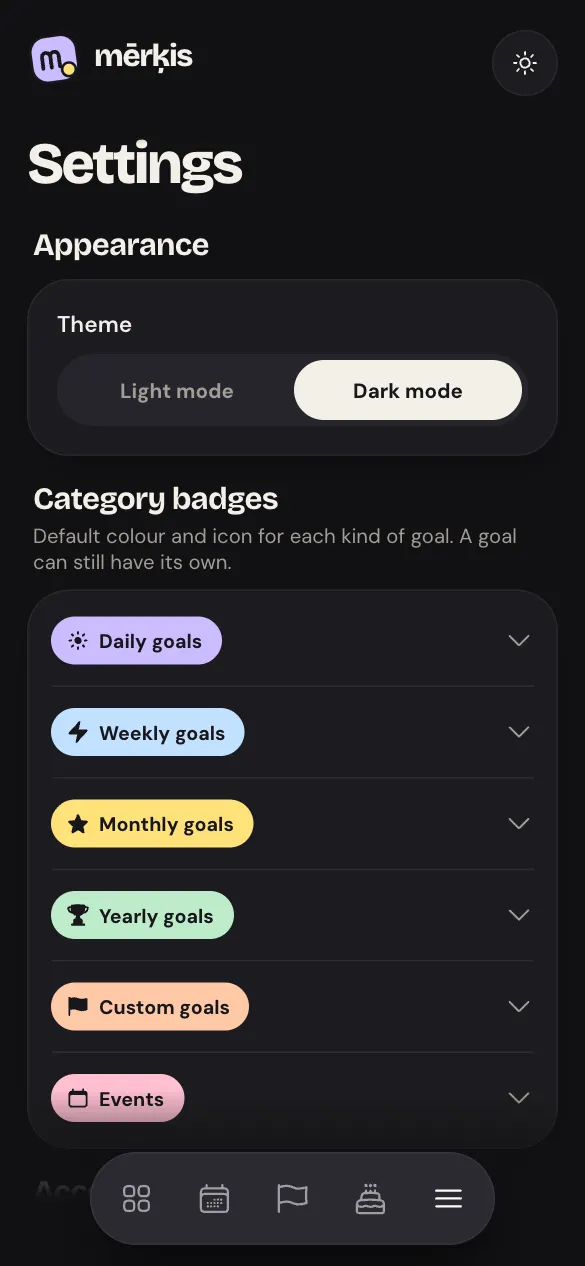 m
mērķis
Settings
Appearance
Theme
Light mode
Dark mode
Category badges
Default colour and icon for each kind of goal. A goal
can still have its own.
Daily goals
Weekly goals
Monthly goals
Yearly goals
Custom goals
Events